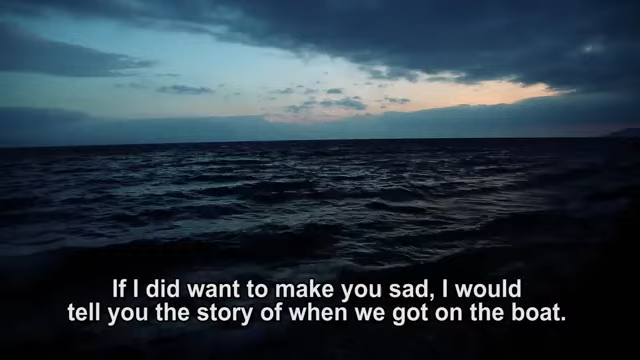 If I did want to make you sad, I would
tell you the story of when we got on the boat.